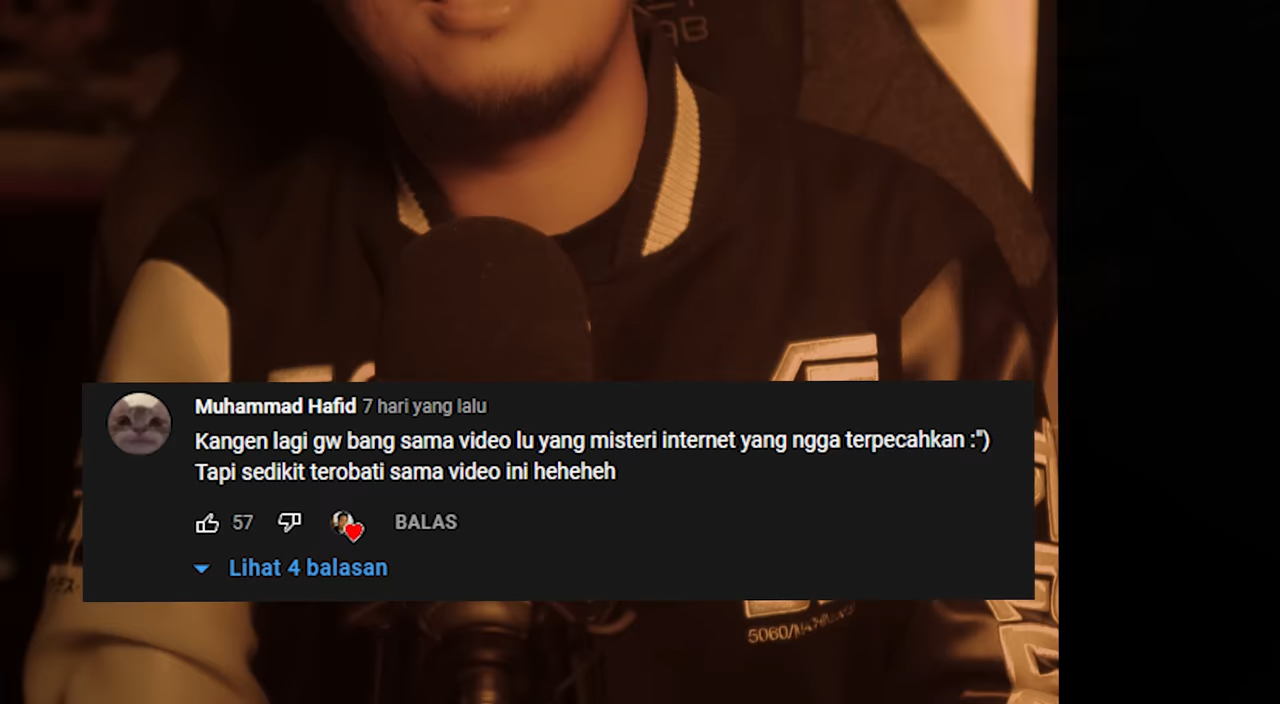 Muhammad Hafid 7 hari yang lalu
Kangen lagi gw bang sama video lu yang misteri internet yang ngga terpecahkan :")
Tapi sedikit terobati sama video ini heheheh
57 BALAS
Lihat 4 balasan